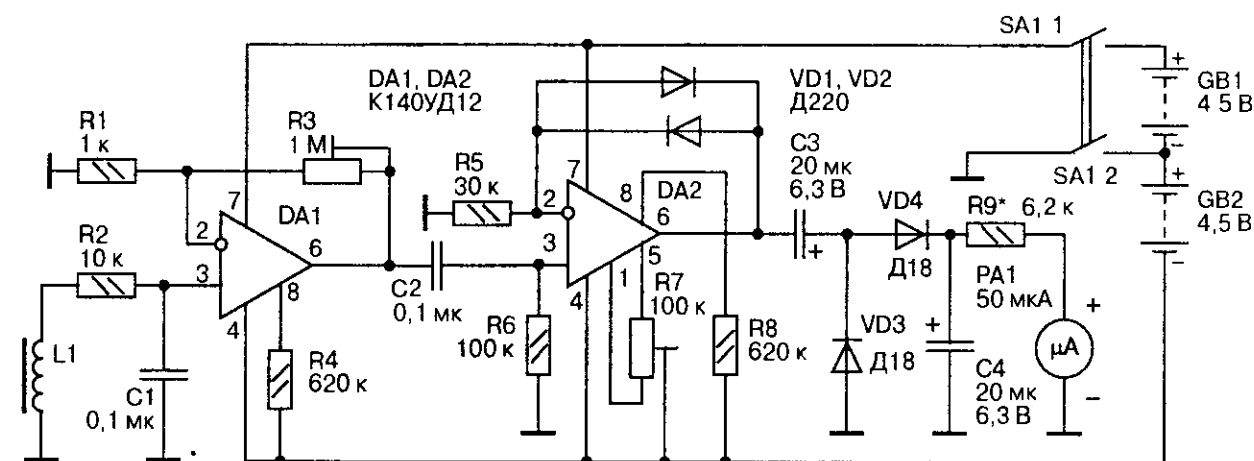 SA1 1
DA1, DA2
К140УД12
VD1, VD2
Д220
+
GB1
4 5 В
-
R1
1 к
R3
1 М
R5
30 к
7
8
DA2
C3
20 мк
6,3 В
SA1 2
+
GB2
4,5 В
-
7
DA1
2
2
6
VD4
R9* 6,2 к
R2
10 к
3
6
3
5
+
Д18
8
C2
0,1 мк
4
1
R7
100 к
PA1
50 мкА
+
4
L1
C1
0,1 мк
R4
620 к
R6
100 к
R8
620 к
VD3
Д18
+
C4
20 мк
6,3 В
µA
-